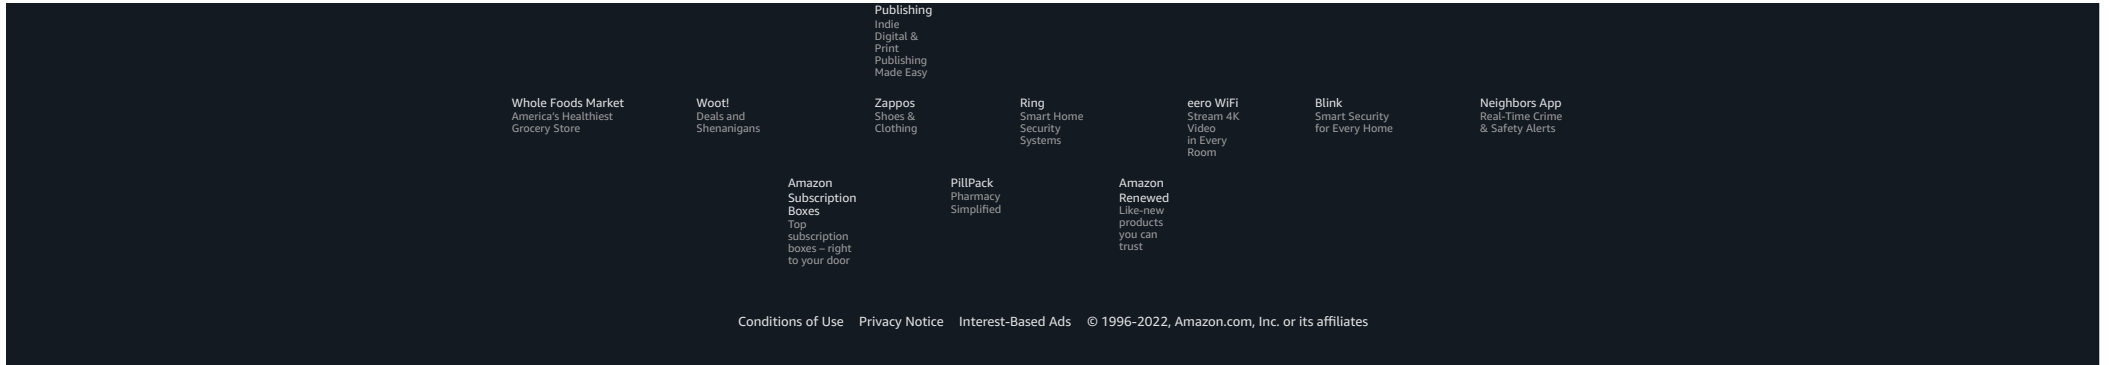 Publishing
Indie
Digital &
Print
Publishing
Made Easy
Whole Foods Market
America's Healthiest
Grocery Store
Woot!
Deals and
Shenanigans
Zappos
Shoes &
Clothing
Ring
Smart Home
Security
Systems
eero WiFi
Stream 4K
Video
in Every
Room
Blink
Smart Security
for Every Home
Neighbors App
Real-Time Crime
& Safety Alerts
Amazon
Subscription
Boxes
Top
subscription
boxes – right
to your door
PillPack
Pharmacy
Simplified
Amazon
Renewed
Like-new
products
you can
trust
Conditions of Use Privacy Notice Interest-Based Ads © 1996-2022, Amazon.com, Inc. or its affiliates